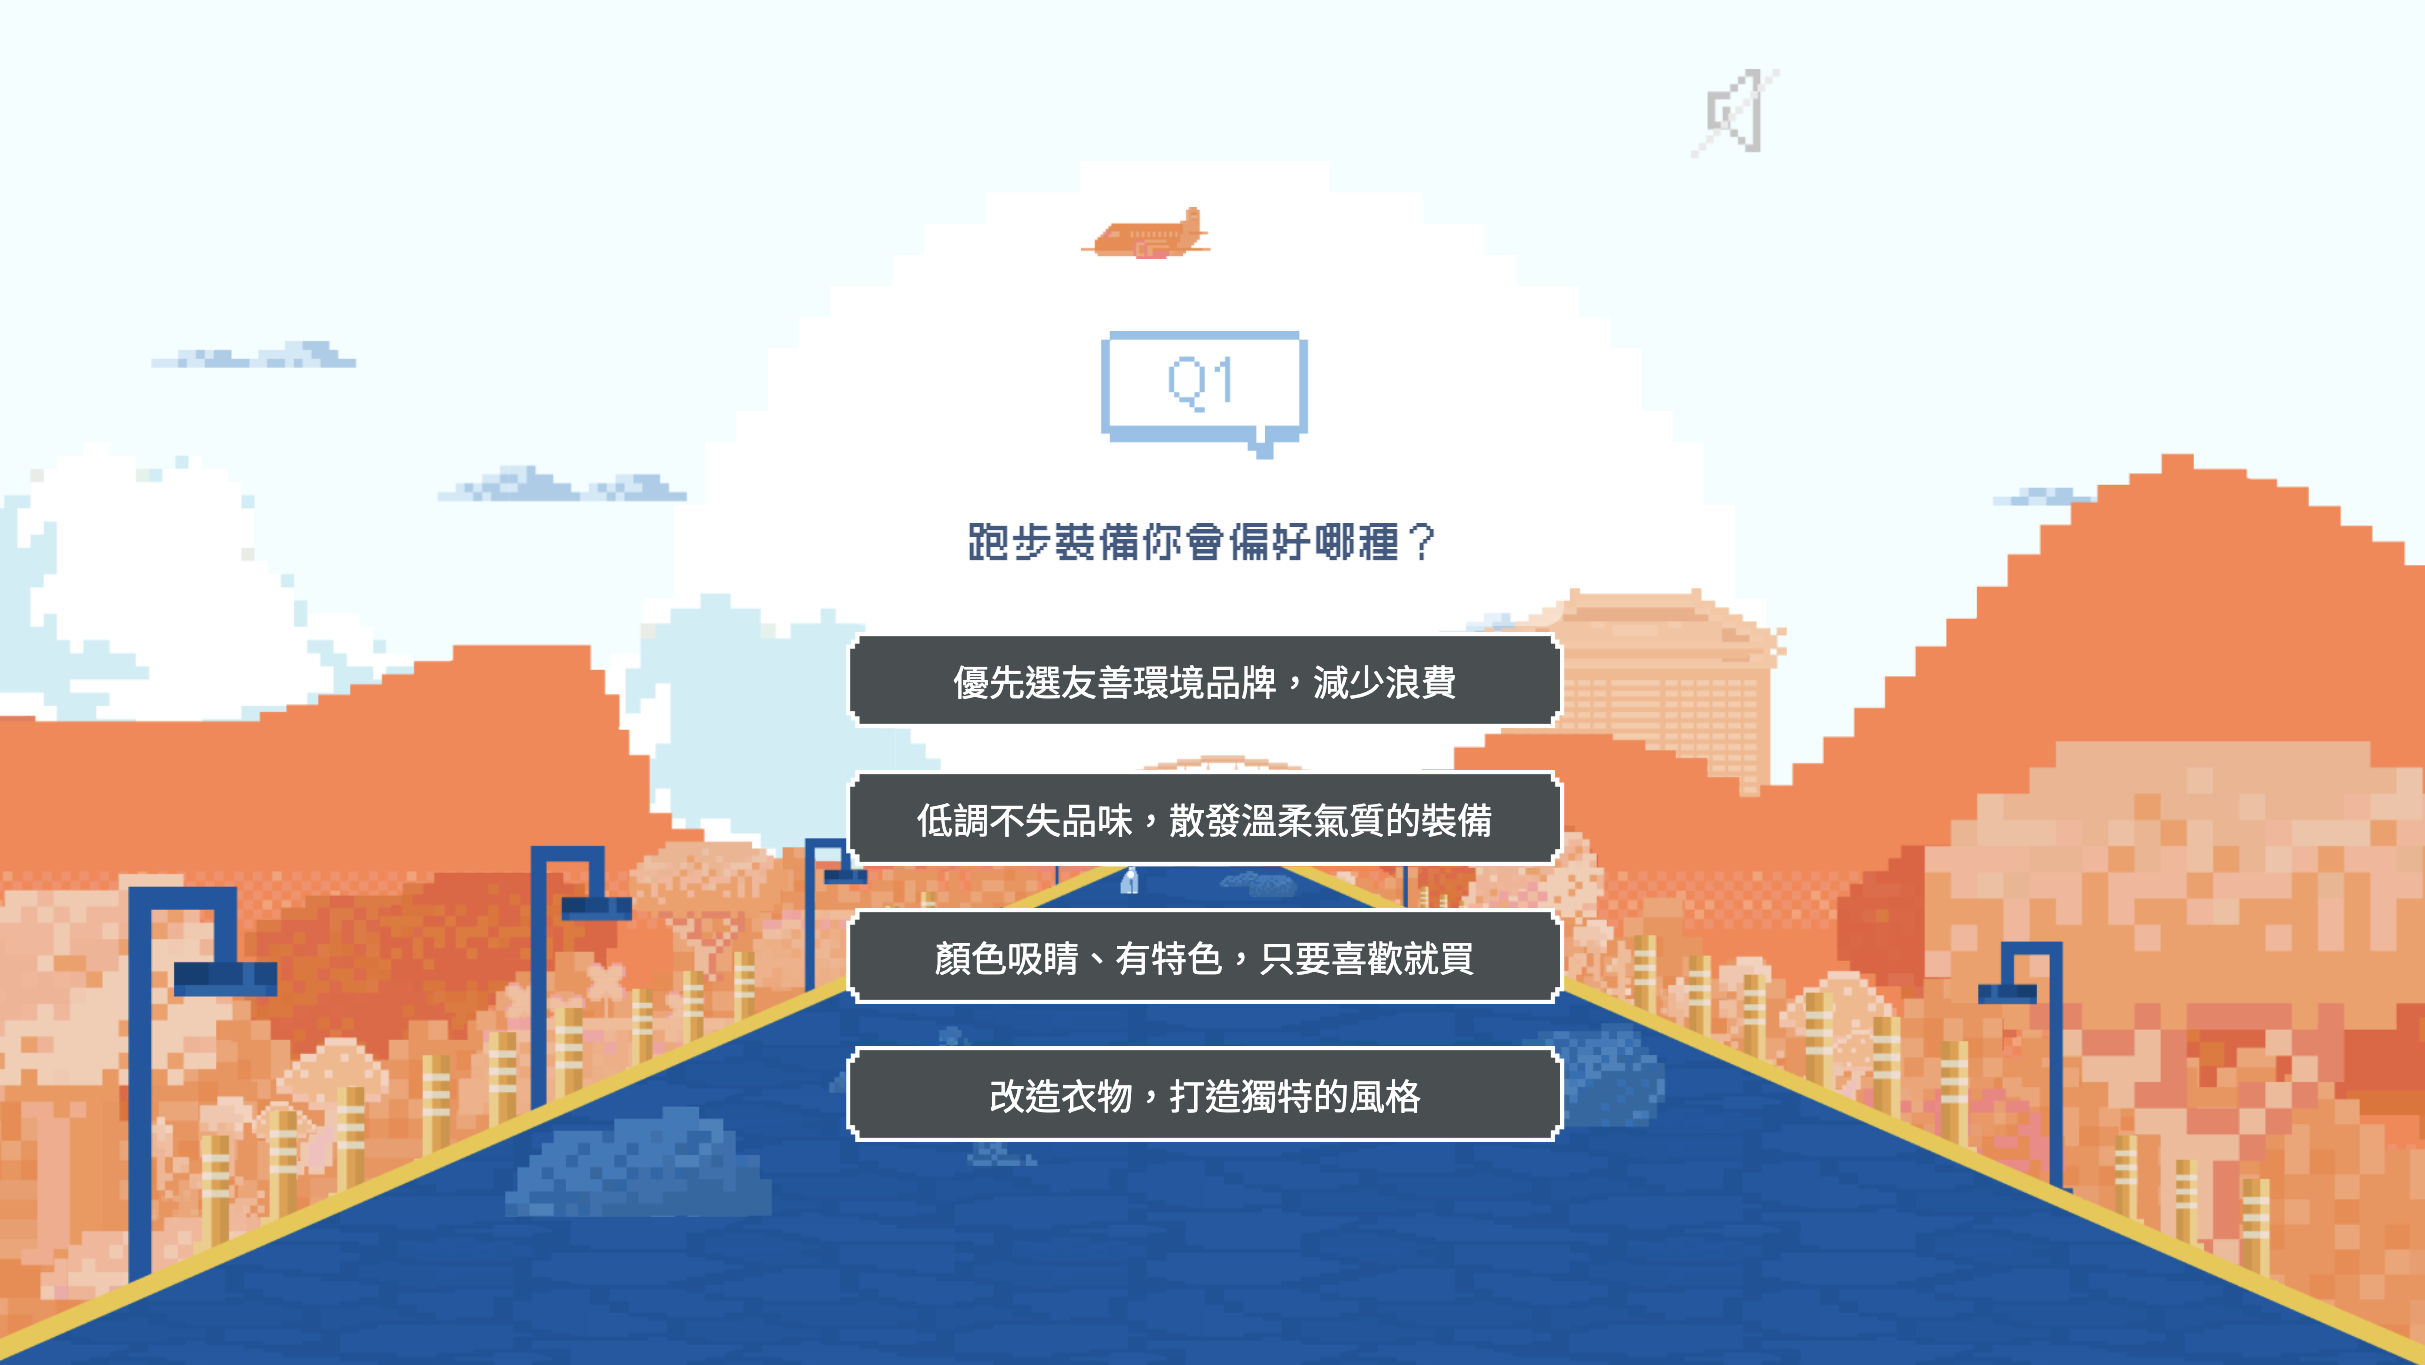 Q1
跑步裝備你會偏好哪種？
優先選友善環境品牌，減少浪費
低調不失品味，散發溫柔氣質的裝備
顏色吸睛、有特色，只要喜歡就買
改造衣物，打造獨特的風格